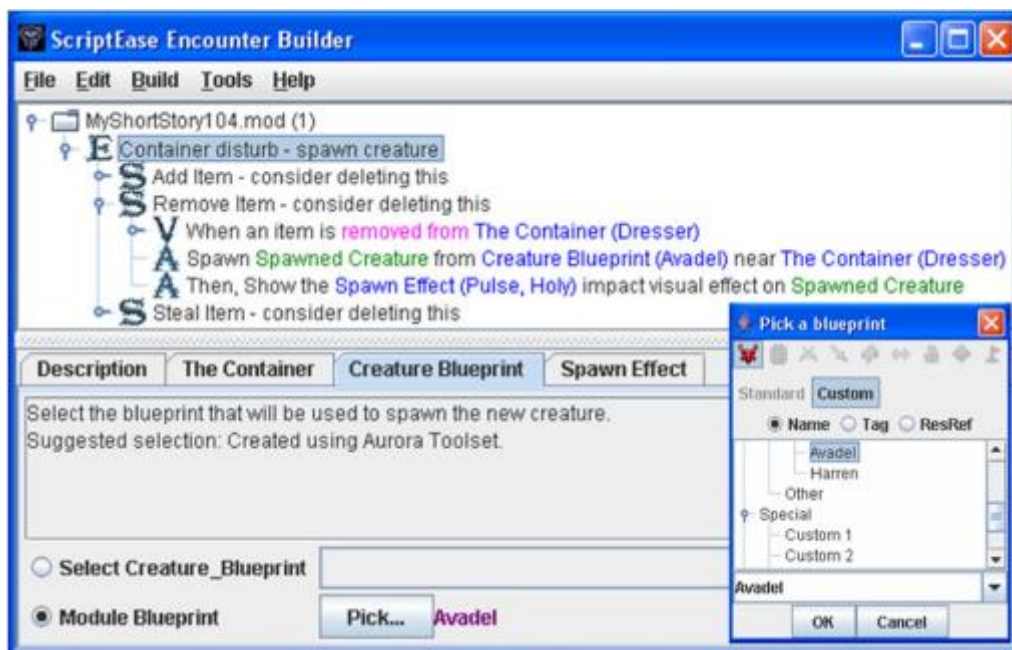 ScriptEase Encounter Builder
File Edit Build Tools Help
MyShortStory104.mod (1)
E Container disturb - spawn creature
S Add Item - consider deleting this
S Remove Item - consider deleting this
V When an item is removed from The Container (Dresser)
A Spawn Spawned Creature from Creature Blueprint (Avadel) near The Container (Dresser)
A Then, Show the Spawn Effect (Pulse, Holy) impact visual effect on Spawned Creature
S Steal Item - consider deleting this
Description The Container Creature Blueprint Spawn Effect
Select the blueprint that will be used to spawn the new creature.
Suggested selection: Created using Aurora Toolset.
Select Creature_Blueprint
Module Blueprint Pick... Avadel
Pick a blueprint
Standard Custom
Name Tag ResRef
Avadel
Harren
Other
Special
Custom 1
Custom 2
Avadel
OK Cancel